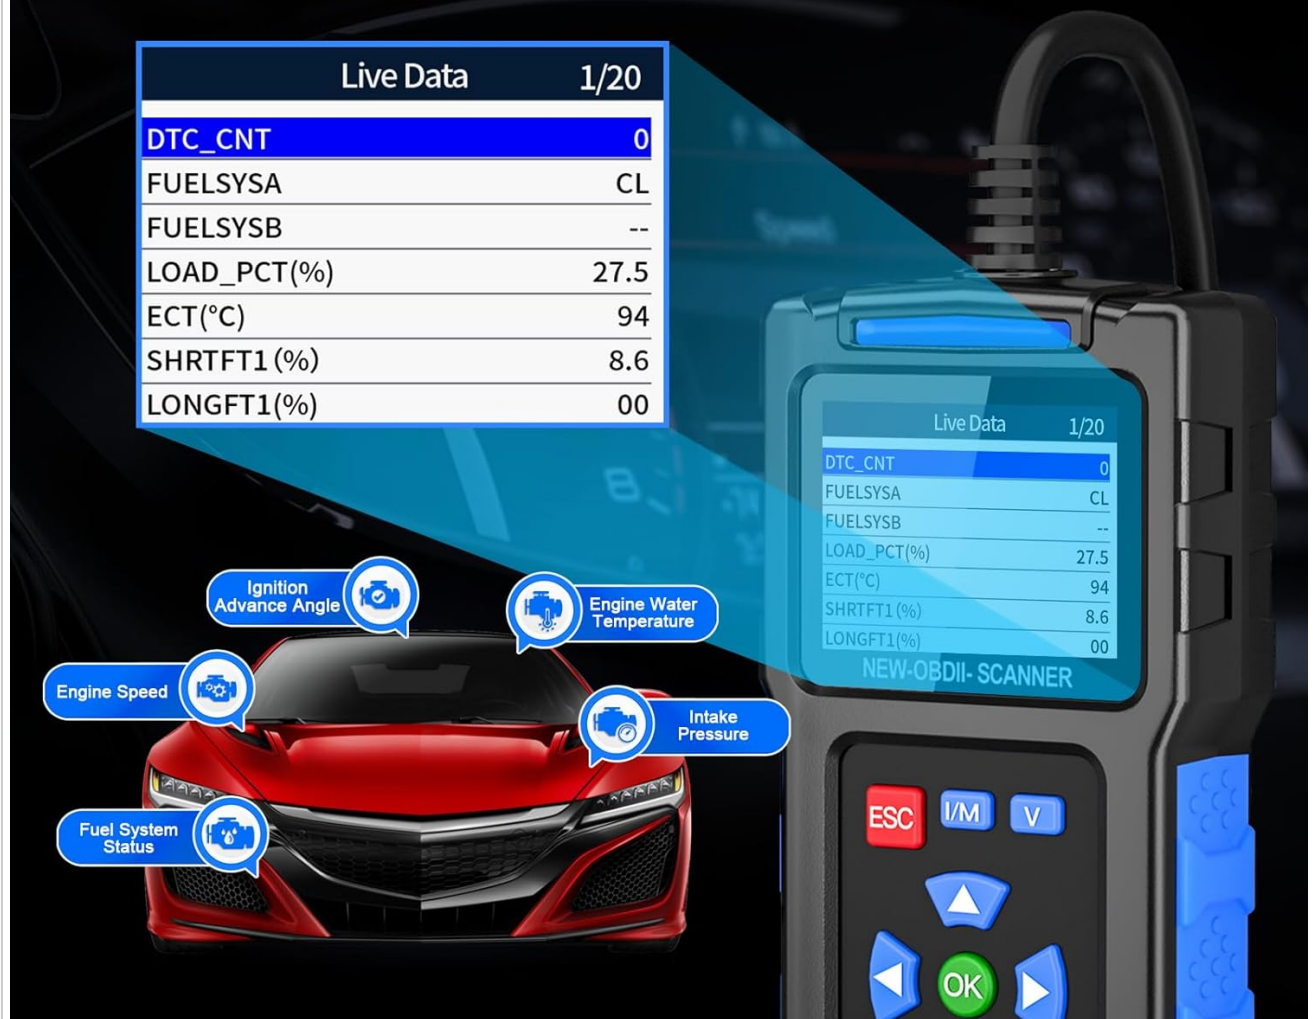 Live Data 1/20
DTC_CNT 0
FUELSYSA CL
FUELSYSB --
LOAD_PCT(%) 27.5
ECT(°C) 94
SHRTFT1(%) 8.6
LONGFT1(%) 00
Speed
8
Live Data 1/20
DTC_CNT 0
FUELSYSA CL
FUELSYSB --
LOAD_PCT(%) 27.5
ECT(°C) 94
SHRTFT1(%) 8.6
LONGFT1(%) 00
NEW-OBDII- SCANNER
Ignition
Advance Angle
Engine Water
Temperature
Engine Speed
Intake
Pressure
Fuel System
Status
ESC I/M V
OK